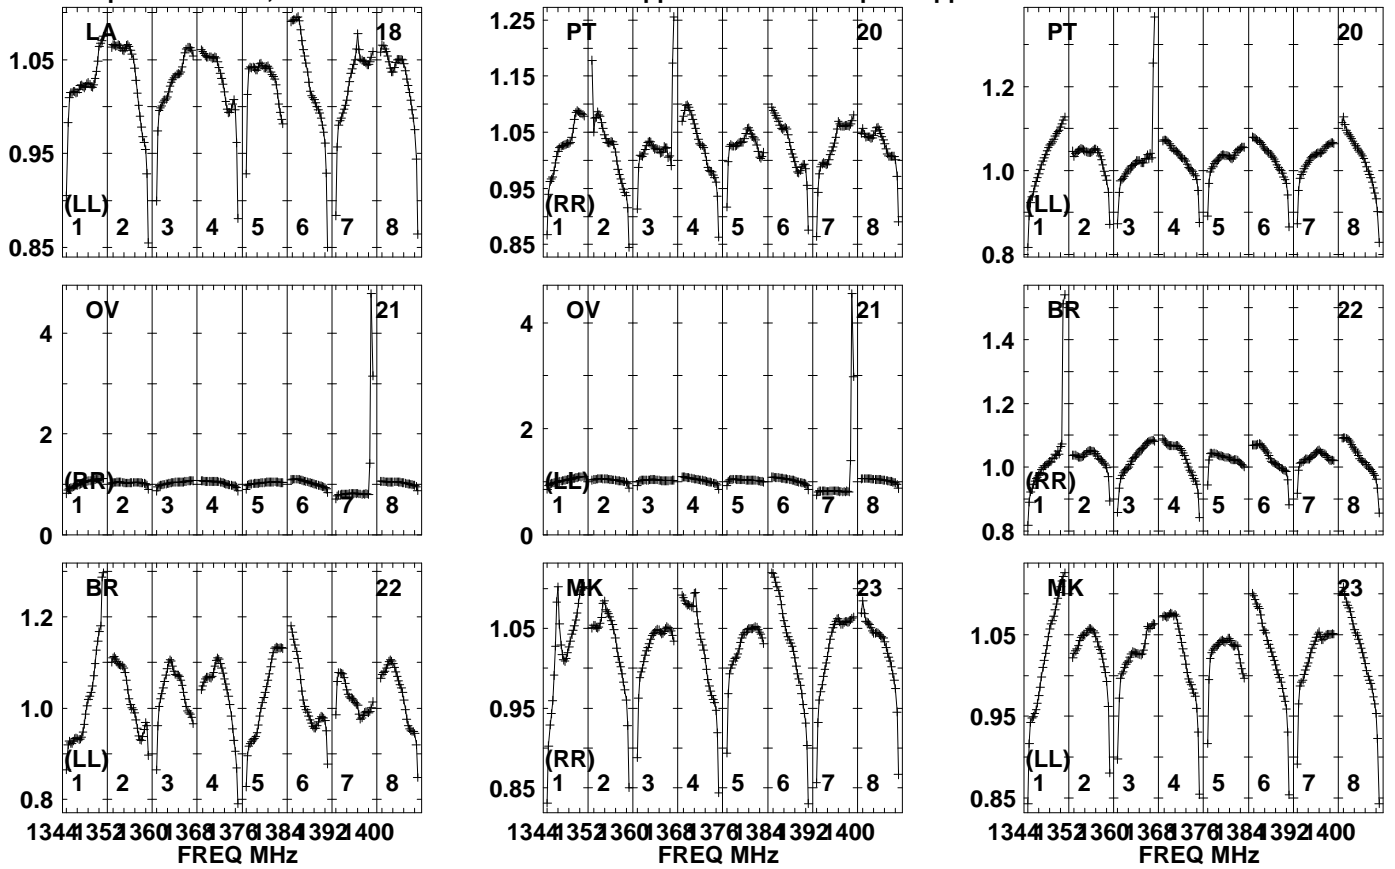 LA 18
1.05
0.95
0.85
(LL)
1 2 3 4 5 6 7 8
PT 20
1.25
1.15
1.05
0.95
0.85
(RR)
1 2 3 4 5 6 7 8
PT 20
1.2
1.0
0.8
(LL)
1 2 3 4 5 6 7 8
OV 21
4
2
0
(RR)
1 2 3 4 5 6 7 8
OV 21
4
2
0
(LL)
1 2 3 4 5 6 7 8
BR 22
1.4
1.2
1.0
0.8
(RR)
1 2 3 4 5 6 7 8
BR 22
1.2
1.0
0.8
(LL)
1 2 3 4 5 6 7 8
1344 1352 1360 1368 1376 1384 1392 1400
FREQ MHz
MK 23
1.05
0.95
0.85
(RR)
1 2 3 4 5 6 7 8
1344 1352 1360 1368 1376 1384 1392 1400
FREQ MHz
MK 23
1.05
0.95
0.85
(LL)
1 2 3 4 5 6 7 8
1344 1352 1360 1368 1376 1384 1392 1400
FREQ MHz